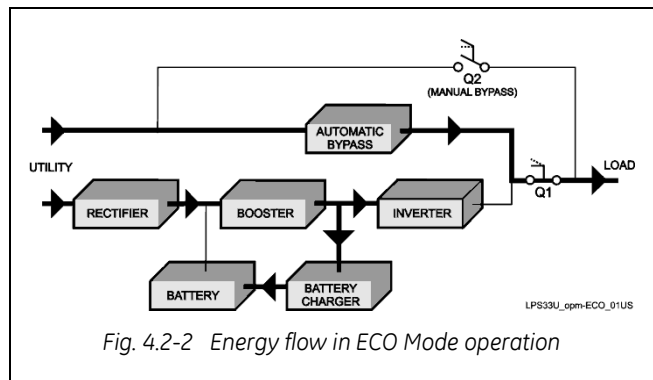 Q2
(MANUAL BYPASS)
AUTOMATIC
BYPASS
UTILITY
LOAD
Q1
RECTIFIER
BOOSTER
INVERTER
BATTERY
BATTERY
CHARGER
LPS33U_opm-ECO_01US
Fig. 4.2-2 Energy flow in ECO Mode operation